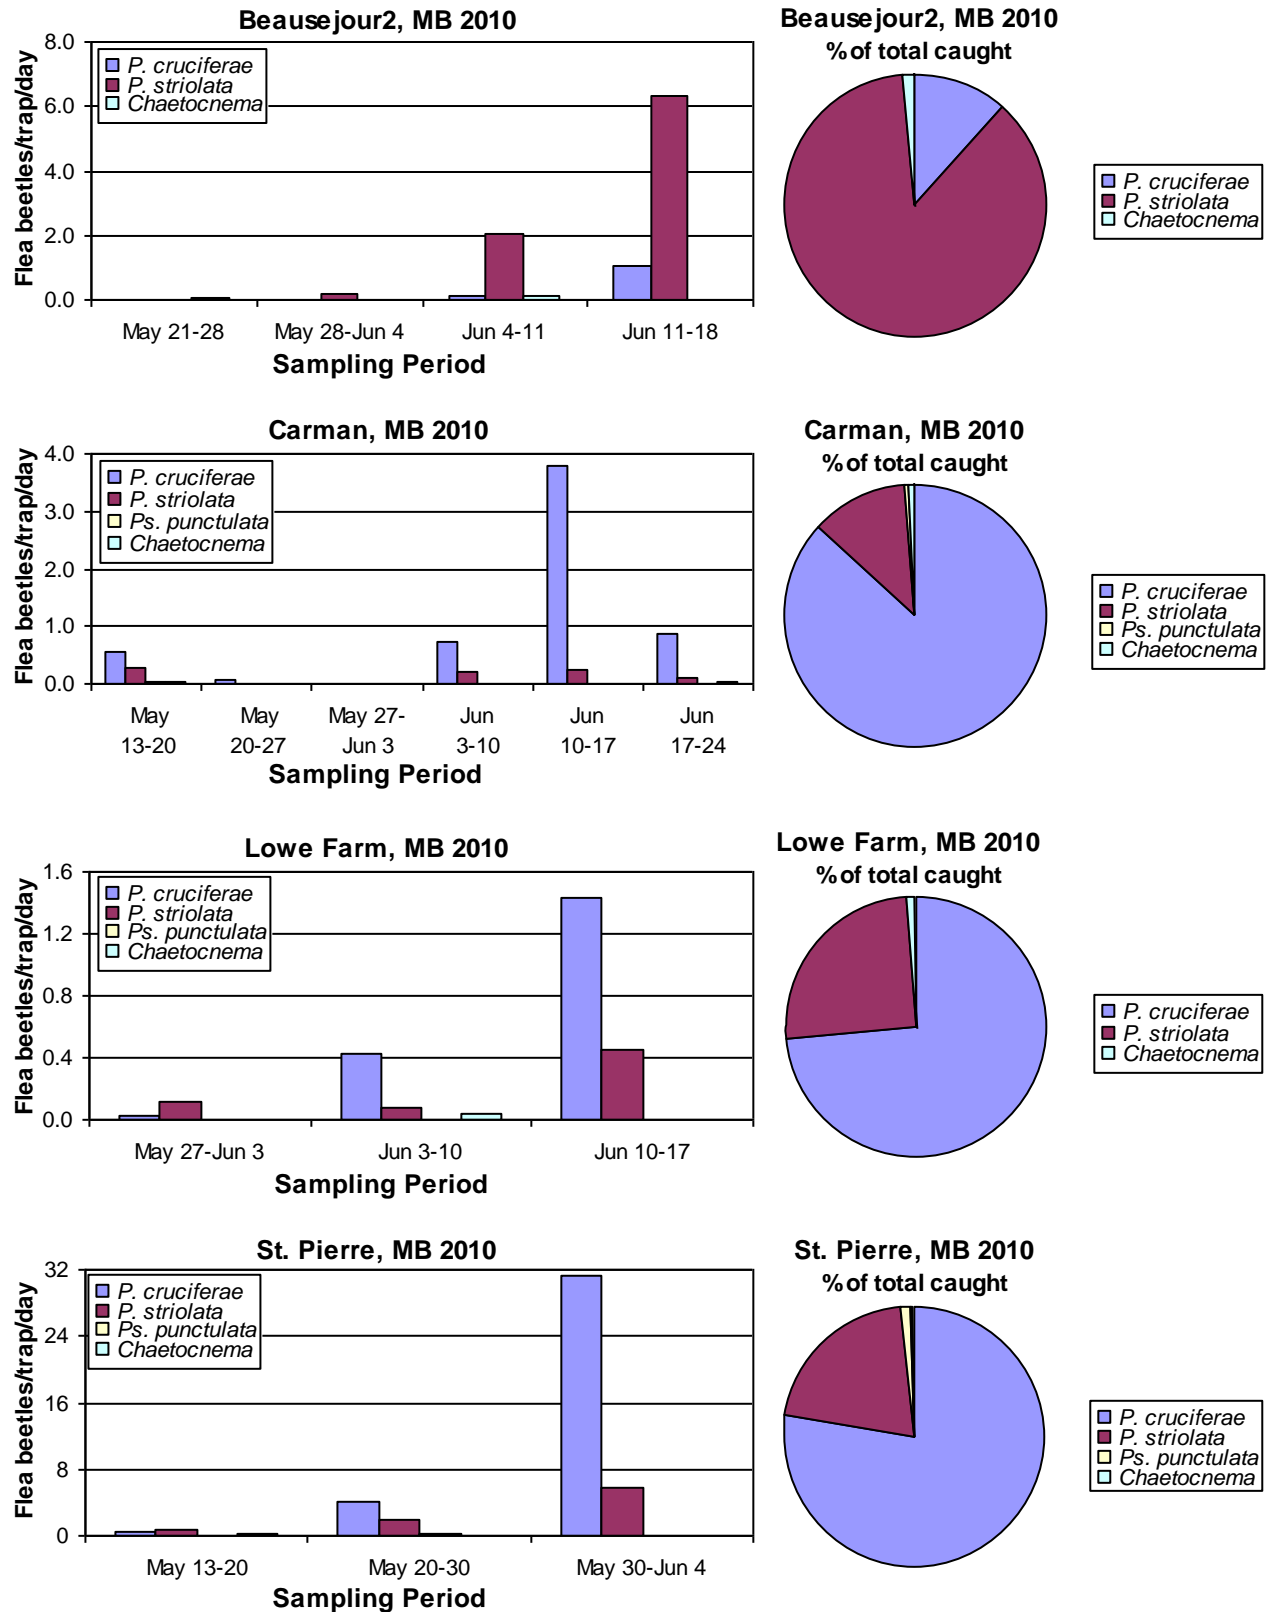 Beausejour2, MB 2010
Flea beetles/trap/day
8.0
6.0
4.0
2.0
0.0
P. cruciferae
P. striolata
Chaetocnema
May 21-28
May 28-Jun 4
Jun 4-11
Jun 11-18
Sampling Period
Beausejour2, MB 2010
% of total caught
P. cruciferae
P. striolata
Chaetocnema
Carman, MB 2010
Flea beetles/trap/day
4.0
3.0
2.0
1.0
0.0
P. cruciferae
P. striolata
Ps. punctulata
Chaetocnema
May
13-20
May
20-27
May 27-
Jun 3
Jun
3-10
Jun
10-17
Jun
17-24
Sampling Period
Carman, MB 2010
% of total caught
P. cruciferae
P. striolata
Ps. punctulata
Chaetocnema
Lowe Farm, MB 2010
Flea beetles/trap/day
1.6
1.2
0.8
0.4
0.0
P. cruciferae
P. striolata
Ps. punctulata
Chaetocnema
May 27-Jun 3
Jun 3-10
Jun 10-17
Sampling Period
Lowe Farm, MB 2010
% of total caught
P. cruciferae
P. striolata
Chaetocnema
St. Pierre, MB 2010
Flea beetles/trap/day
32
24
16
8
0
P. cruciferae
P. striolata
Ps. punctulata
Chaetocnema
May 13-20
May 20-30
May 30-Jun 4
Sampling Period
St. Pierre, MB 2010
% of total caught
P. cruciferae
P. striolata
Ps. punctulata
Chaetocnema